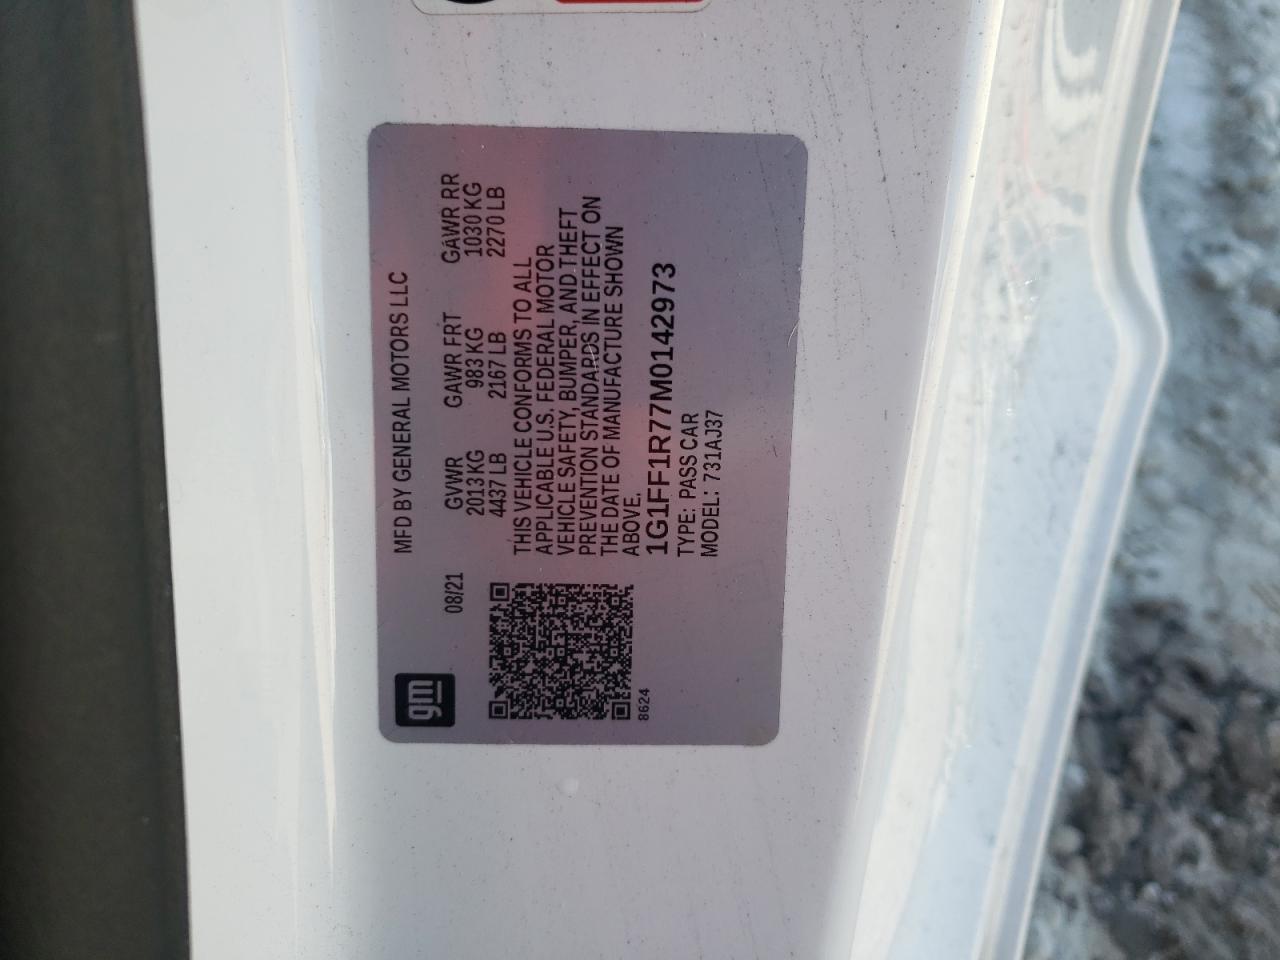 MFD BY GENERAL MOTORS LLC
08/21
GVWR GAWR FRT GAWR RR
2013 KG 983 KG 1030 KG
4437 LB 2167 LB 2270 LB
THIS VEHICLE CONFORMS TO ALL
APPLICABLE U.S. FEDERAL MOTOR
VEHICLE SAFETY, BUMPER, AND THEFT
PREVENTION STANDARDS IN EFFECT ON
THE DATE OF MANUFACTURE SHOWN
ABOVE.
1G1FF1R77M0142973
TYPE: PASS CAR
MODEL: 731AJ37
gm
8624